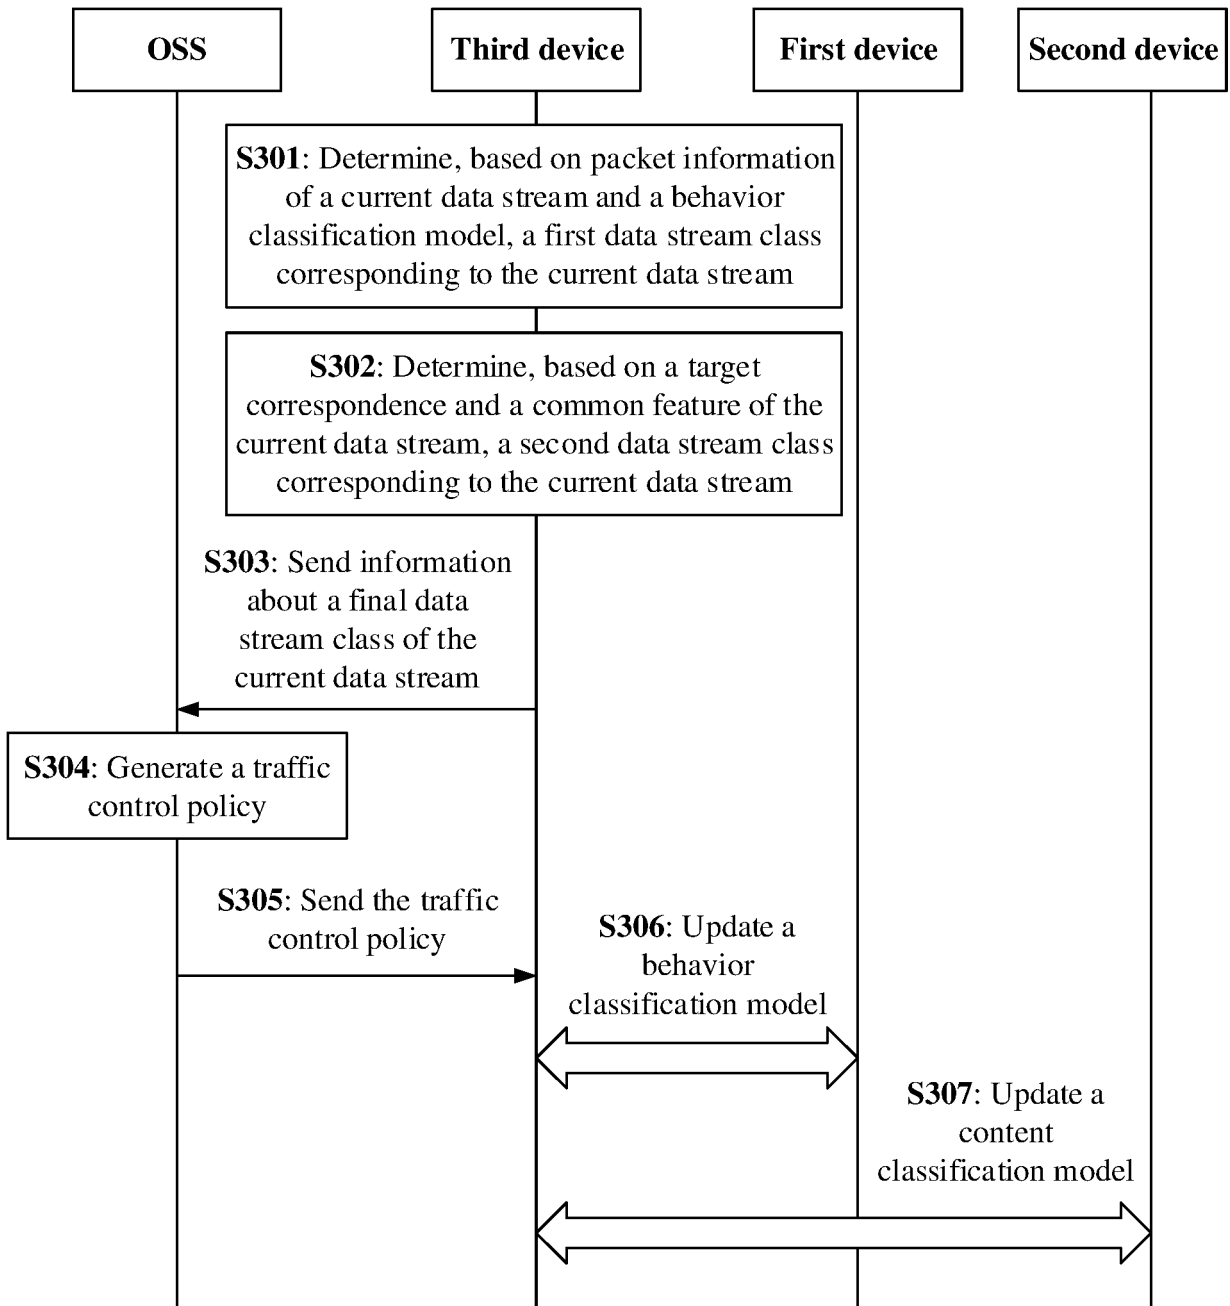 OSS
Third device
First device
Second device
S301: Determine, based on packet information
of a current data stream and a behavior
classification model, a first data stream class
corresponding to the current data stream
S302: Determine, based on a target
correspondence and a common feature of the
current data stream, a second data stream class
corresponding to the current data stream
S303: Send information
about a final data
stream class of the
current data stream
S304: Generate a traffic
control policy
S305: Send the traffic
control policy
S306: Update a
behavior
classification model
S307: Update a
content
classification model